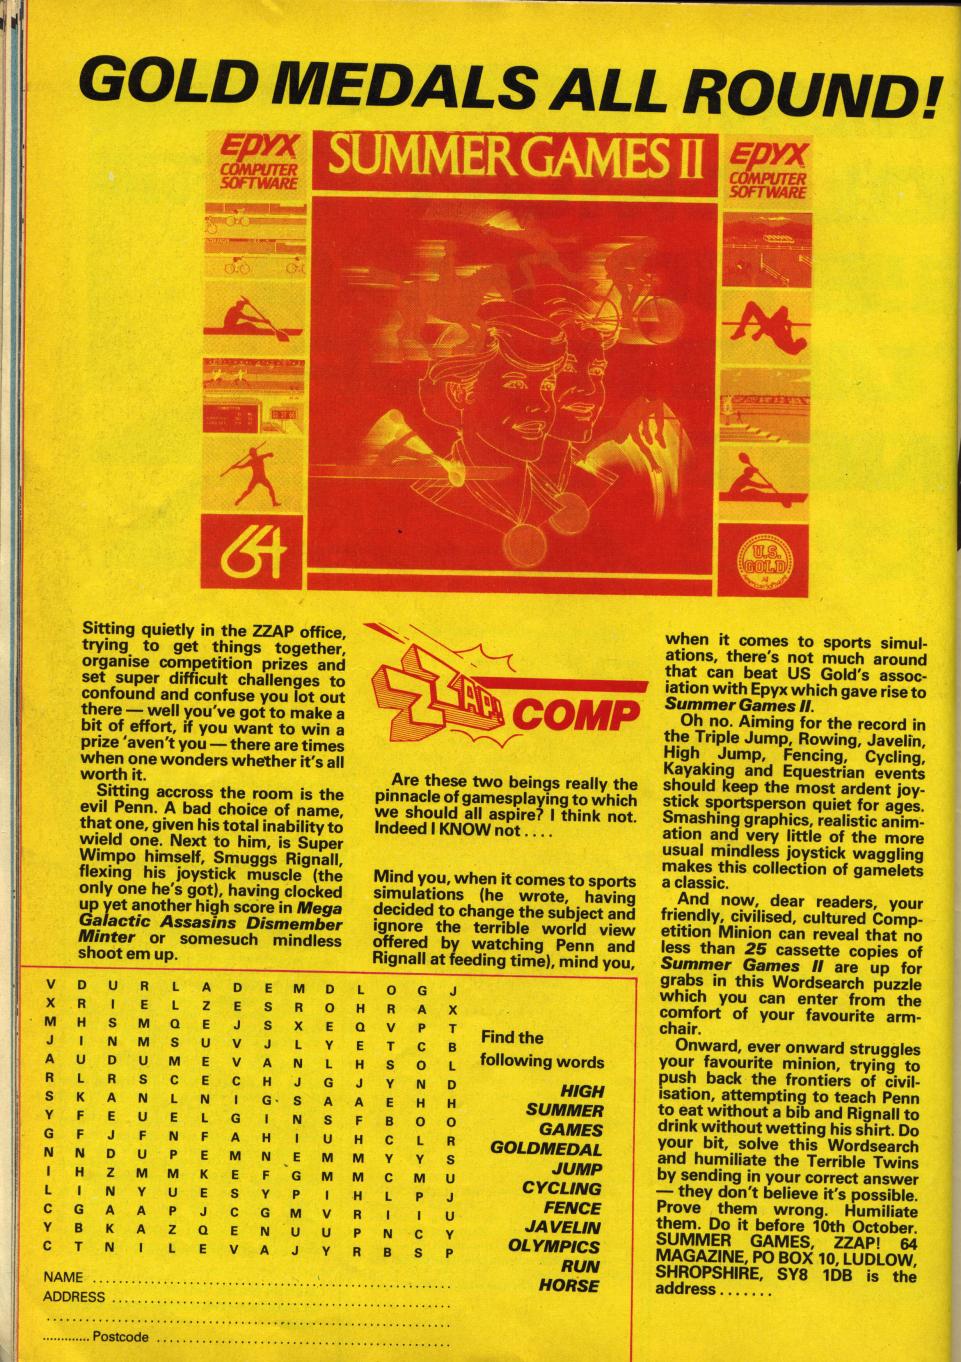 GOLD MEDALS ALL ROUND!
EPYX
COMPUTER
SOFTWARE
SUMMER GAMES II
EPYX
COMPUTER
SOFTWARE
64
U.S.
GOLD
All
American Software
Sitting quietly in the ZZAP office,
trying to get things together,
organise competition prizes and
set super difficult challenges to
confound and confuse you lot out
there — well you've got to make a
bit of effort, if you want to win a
prize 'aven't you — there are times
when one wonders whether it's all
worth it.
Sitting accross the room is the
evil Penn. A bad choice of name,
that one, given his total inability to
wield one. Next to him, is Super
Wimpo himself, Smuggs Rignall,
flexing his joystick muscle (the
only one he's got), having clocked
up yet another high score in Mega
Galactic Assasins Dismember
Minter or somesuch mindless
shoot em up.
ZZAP!
COMP
Are these two beings really the
pinnacle of gamesplaying to which
we should all aspire? I think not.
Indeed I KNOW not . . . .
Mind you, when it comes to sports
simulations (he wrote, having
decided to change the subject and
ignore the terrible world view
offered by watching Penn and
Rignall at feeding time), mind you,
when it comes to sports simul-
ations, there's not much around
that can beat US Gold's assoc-
iation with Epyx which gave rise to
Summer Games II.
Oh no. Aiming for the record in
the Triple Jump, Rowing, Javelin,
High Jump, Fencing, Cycling,
Kayaking and Equestrian events
should keep the most ardent joy-
stick sportsperson quiet for ages.
Smashing graphics, realistic anim-
ation and very little of the more
usual mindless joystick waggling
makes this collection of gamelets
a classic.
And now, dear readers, your
friendly, civilised, cultured Comp-
etition Minion can reveal that no
less than 25 cassette copies of
Summer Games II are up for
grabs in this Wordsearch puzzle
which you can enter from the
comfort of your favourite arm-
chair.
Onward, ever onward struggles
your favourite minion, trying to
push back the frontiers of civil-
isation, attempting to teach Penn
to eat without a bib and Rignall to
drink without wetting his shirt. Do
your bit, solve this Wordsearch
and humiliate the Terrible Twins
by sending in your correct answer
— they don't believe it's possible.
Prove them wrong. Humiliate
them. Do it before 10th October.
SUMMER GAMES, ZZAP! 64
MAGAZINE, PO BOX 10, LUDLOW,
SHROPSHIRE, SY8 1DB is the
address . . . . . . .
V D U R L A D E M D L O G J
X R I E L Z E S R O H R A X
M H S M Q E J S X E Q V P T
J I N M S U V J L Y E T C B
A U D U M E V A N L H S O L
R L R S C E C H J G J Y N D
S K A N L N I G S A A E H H
Y F E U E L G I N S F B O O
G F J F N F A H I U H C L R
N N D U P E M N E M M Y Y S
I H Z M M K E F G M M C M U
L I N Y U E S Y P I H L P J
C G A A P J C G M V R I I U
Y B K A Z Q E N U U P N C Y
C T N I L E V A J Y R B S P
Find the
following words
HIGH
SUMMER
GAMES
GOLDMEDAL
JUMP
CYCLING
FENCE
JAVELIN
OLYMPICS
RUN
HORSE
NAME
ADDRESS
Postcode